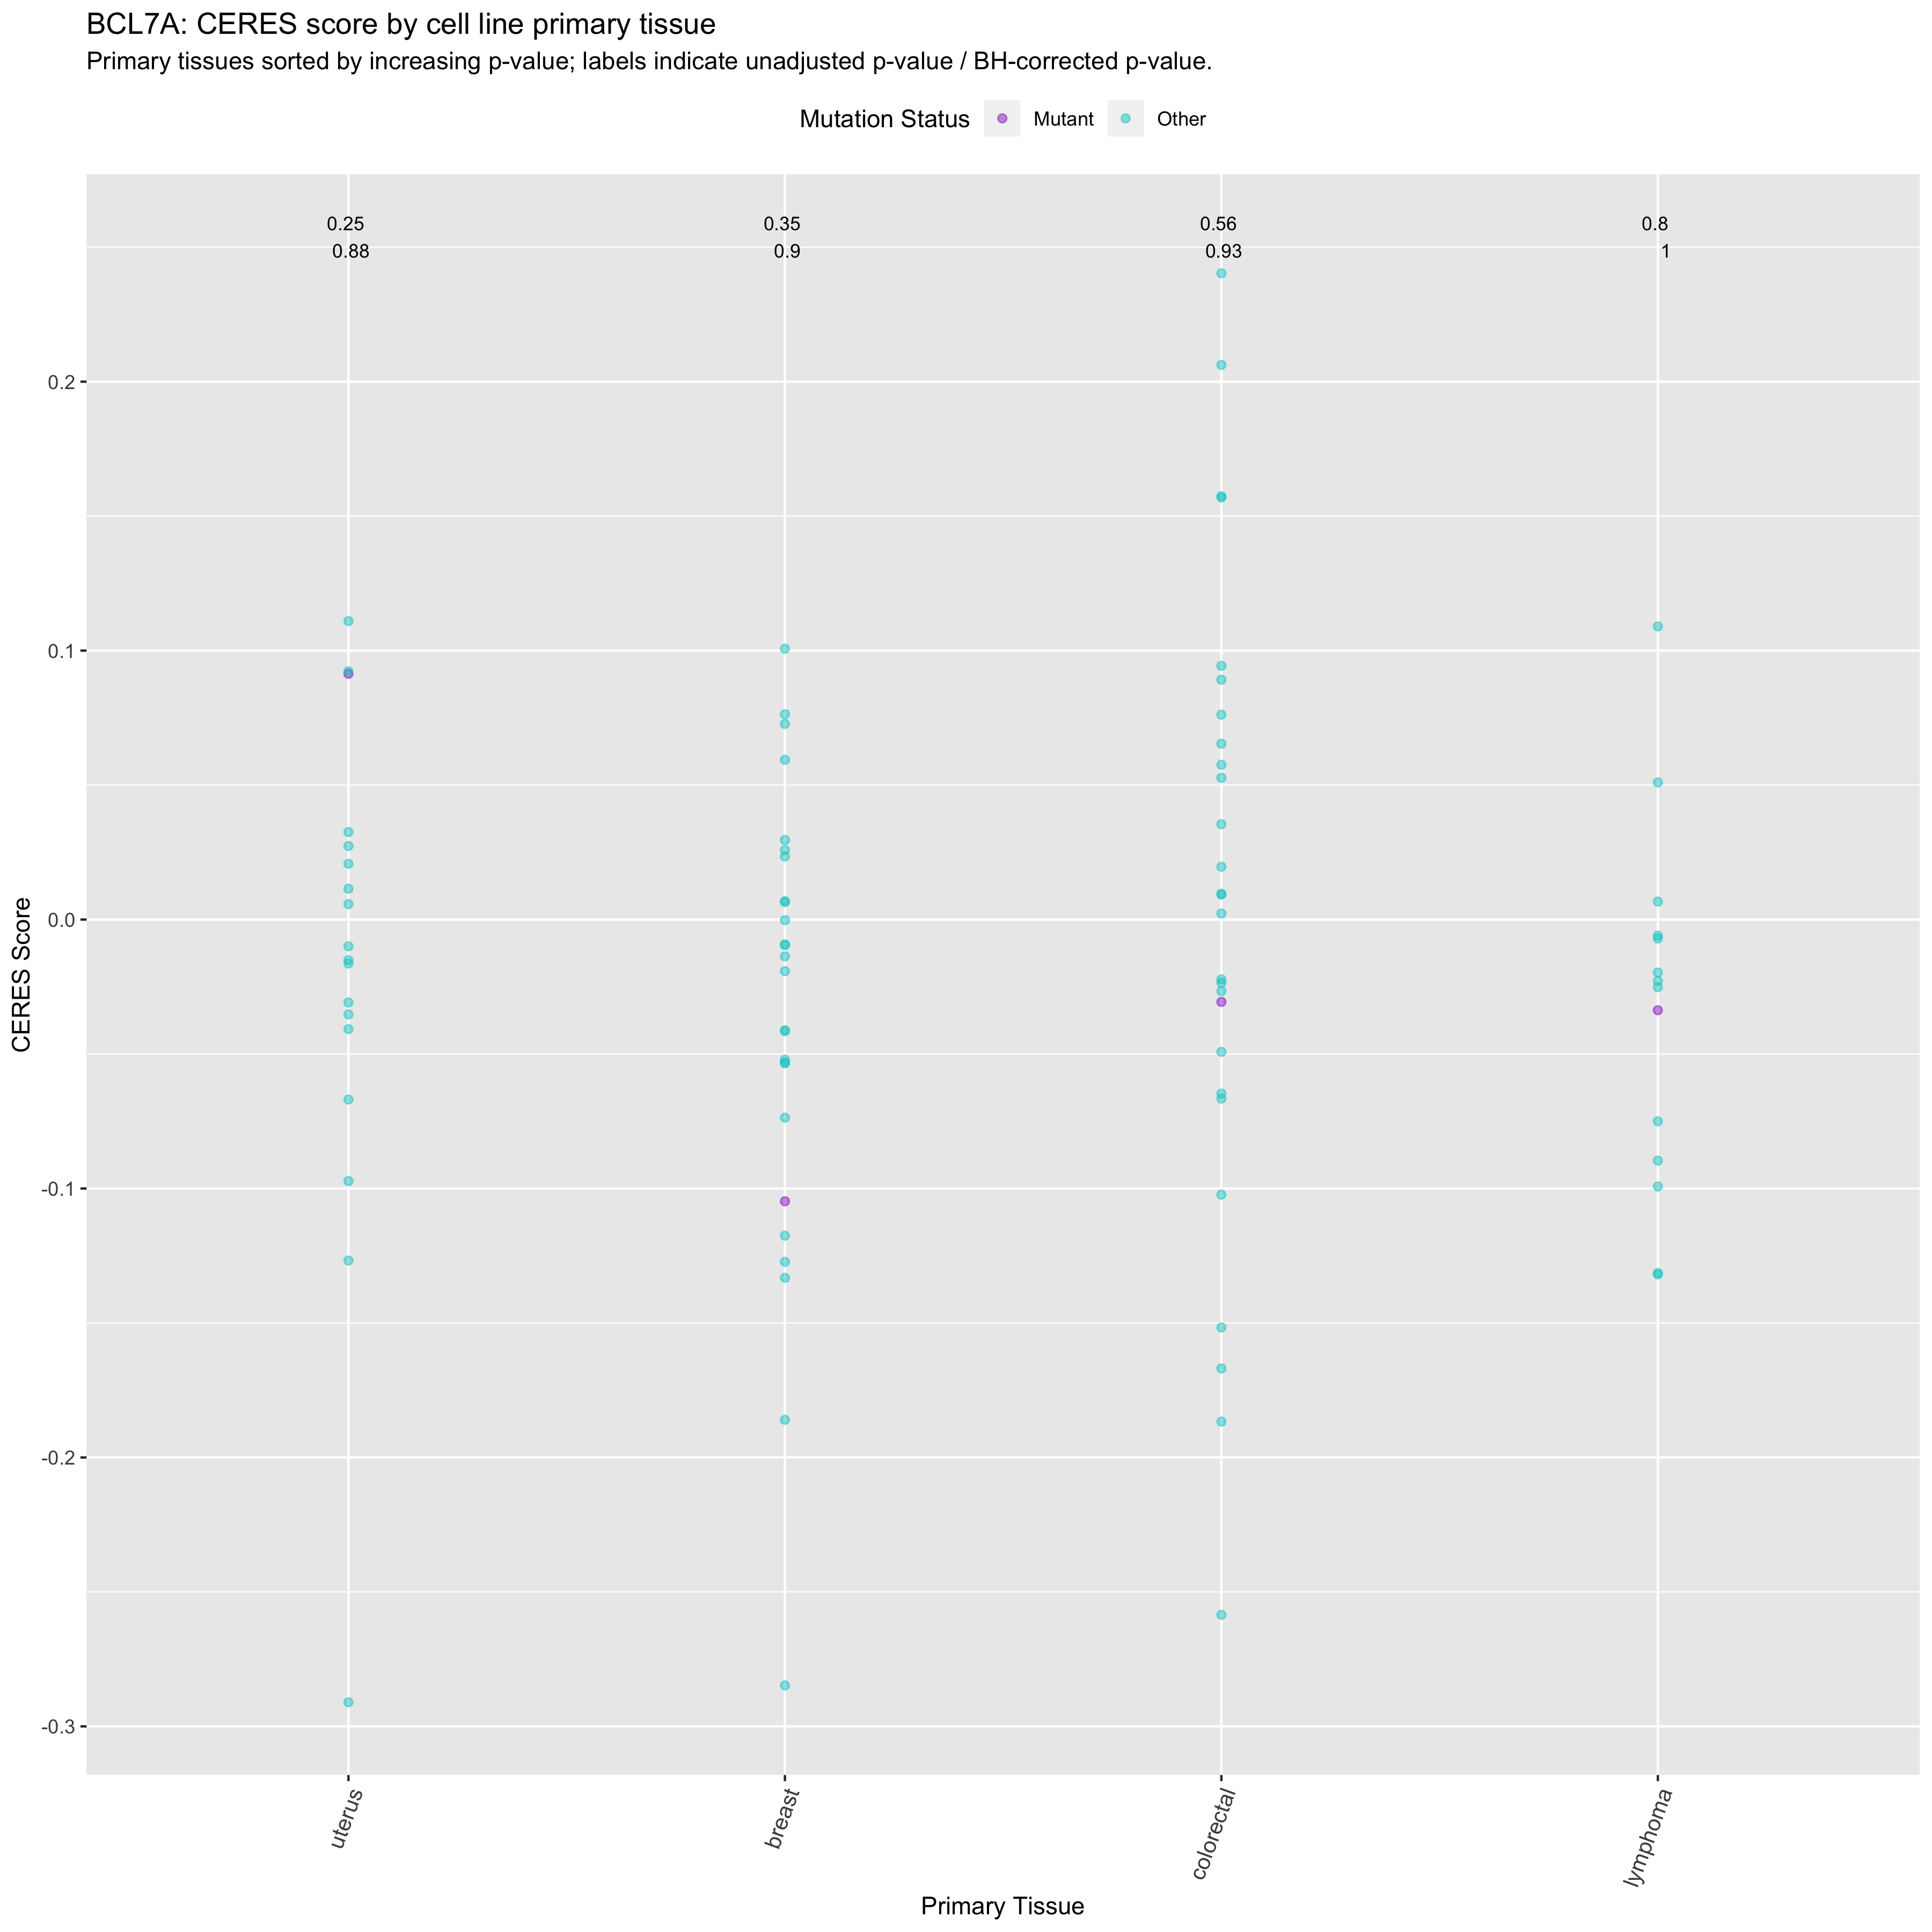 BCL7A: CERES score by cell line primary tissue
Primary tissues sorted by increasing p-value; labels indicate unadjusted p-value / BH-corrected p-value.
Mutation Status Mutant Other
0.25 0.35 0.56 0.8
0.88 0.9 0.93 1
0.2
0.1
0.0
-0.1
-0.2
-0.3
CERES Score
uterus breast colorectal lymphoma
Primary Tissue